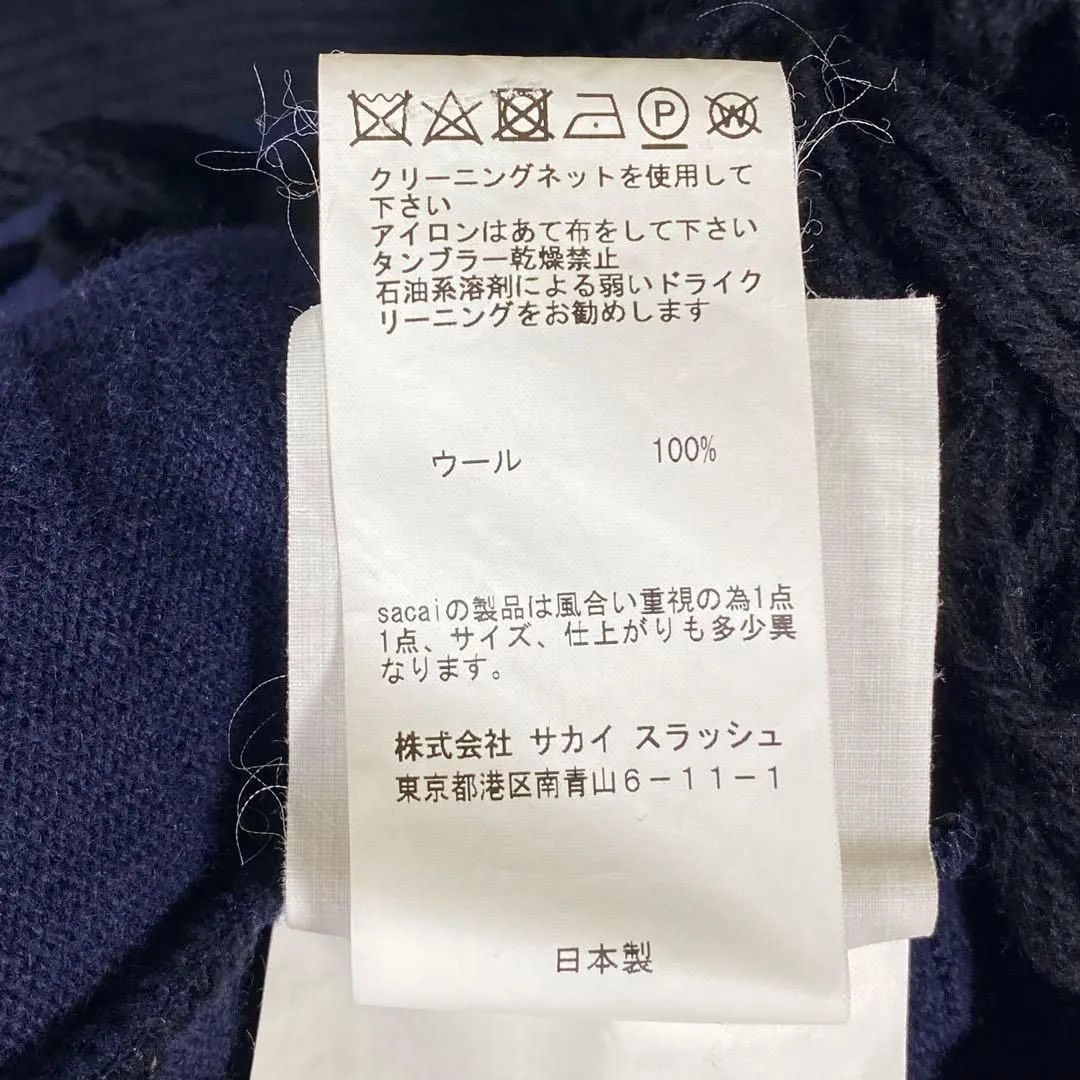 P W
クリーニングネットを使用して
下さい
アイロンはあて布をして下さい
タンブラー乾燥禁止
石油系溶剤による弱いドライク
リーニングをお勧めします
ウール 100%
sacaiの製品は風合い重視の為1点
1点、サイズ、仕上がりも多少異
なります。
株式会社 サカイ スラッシュ
東京都港区南青山6-11-1
日本製